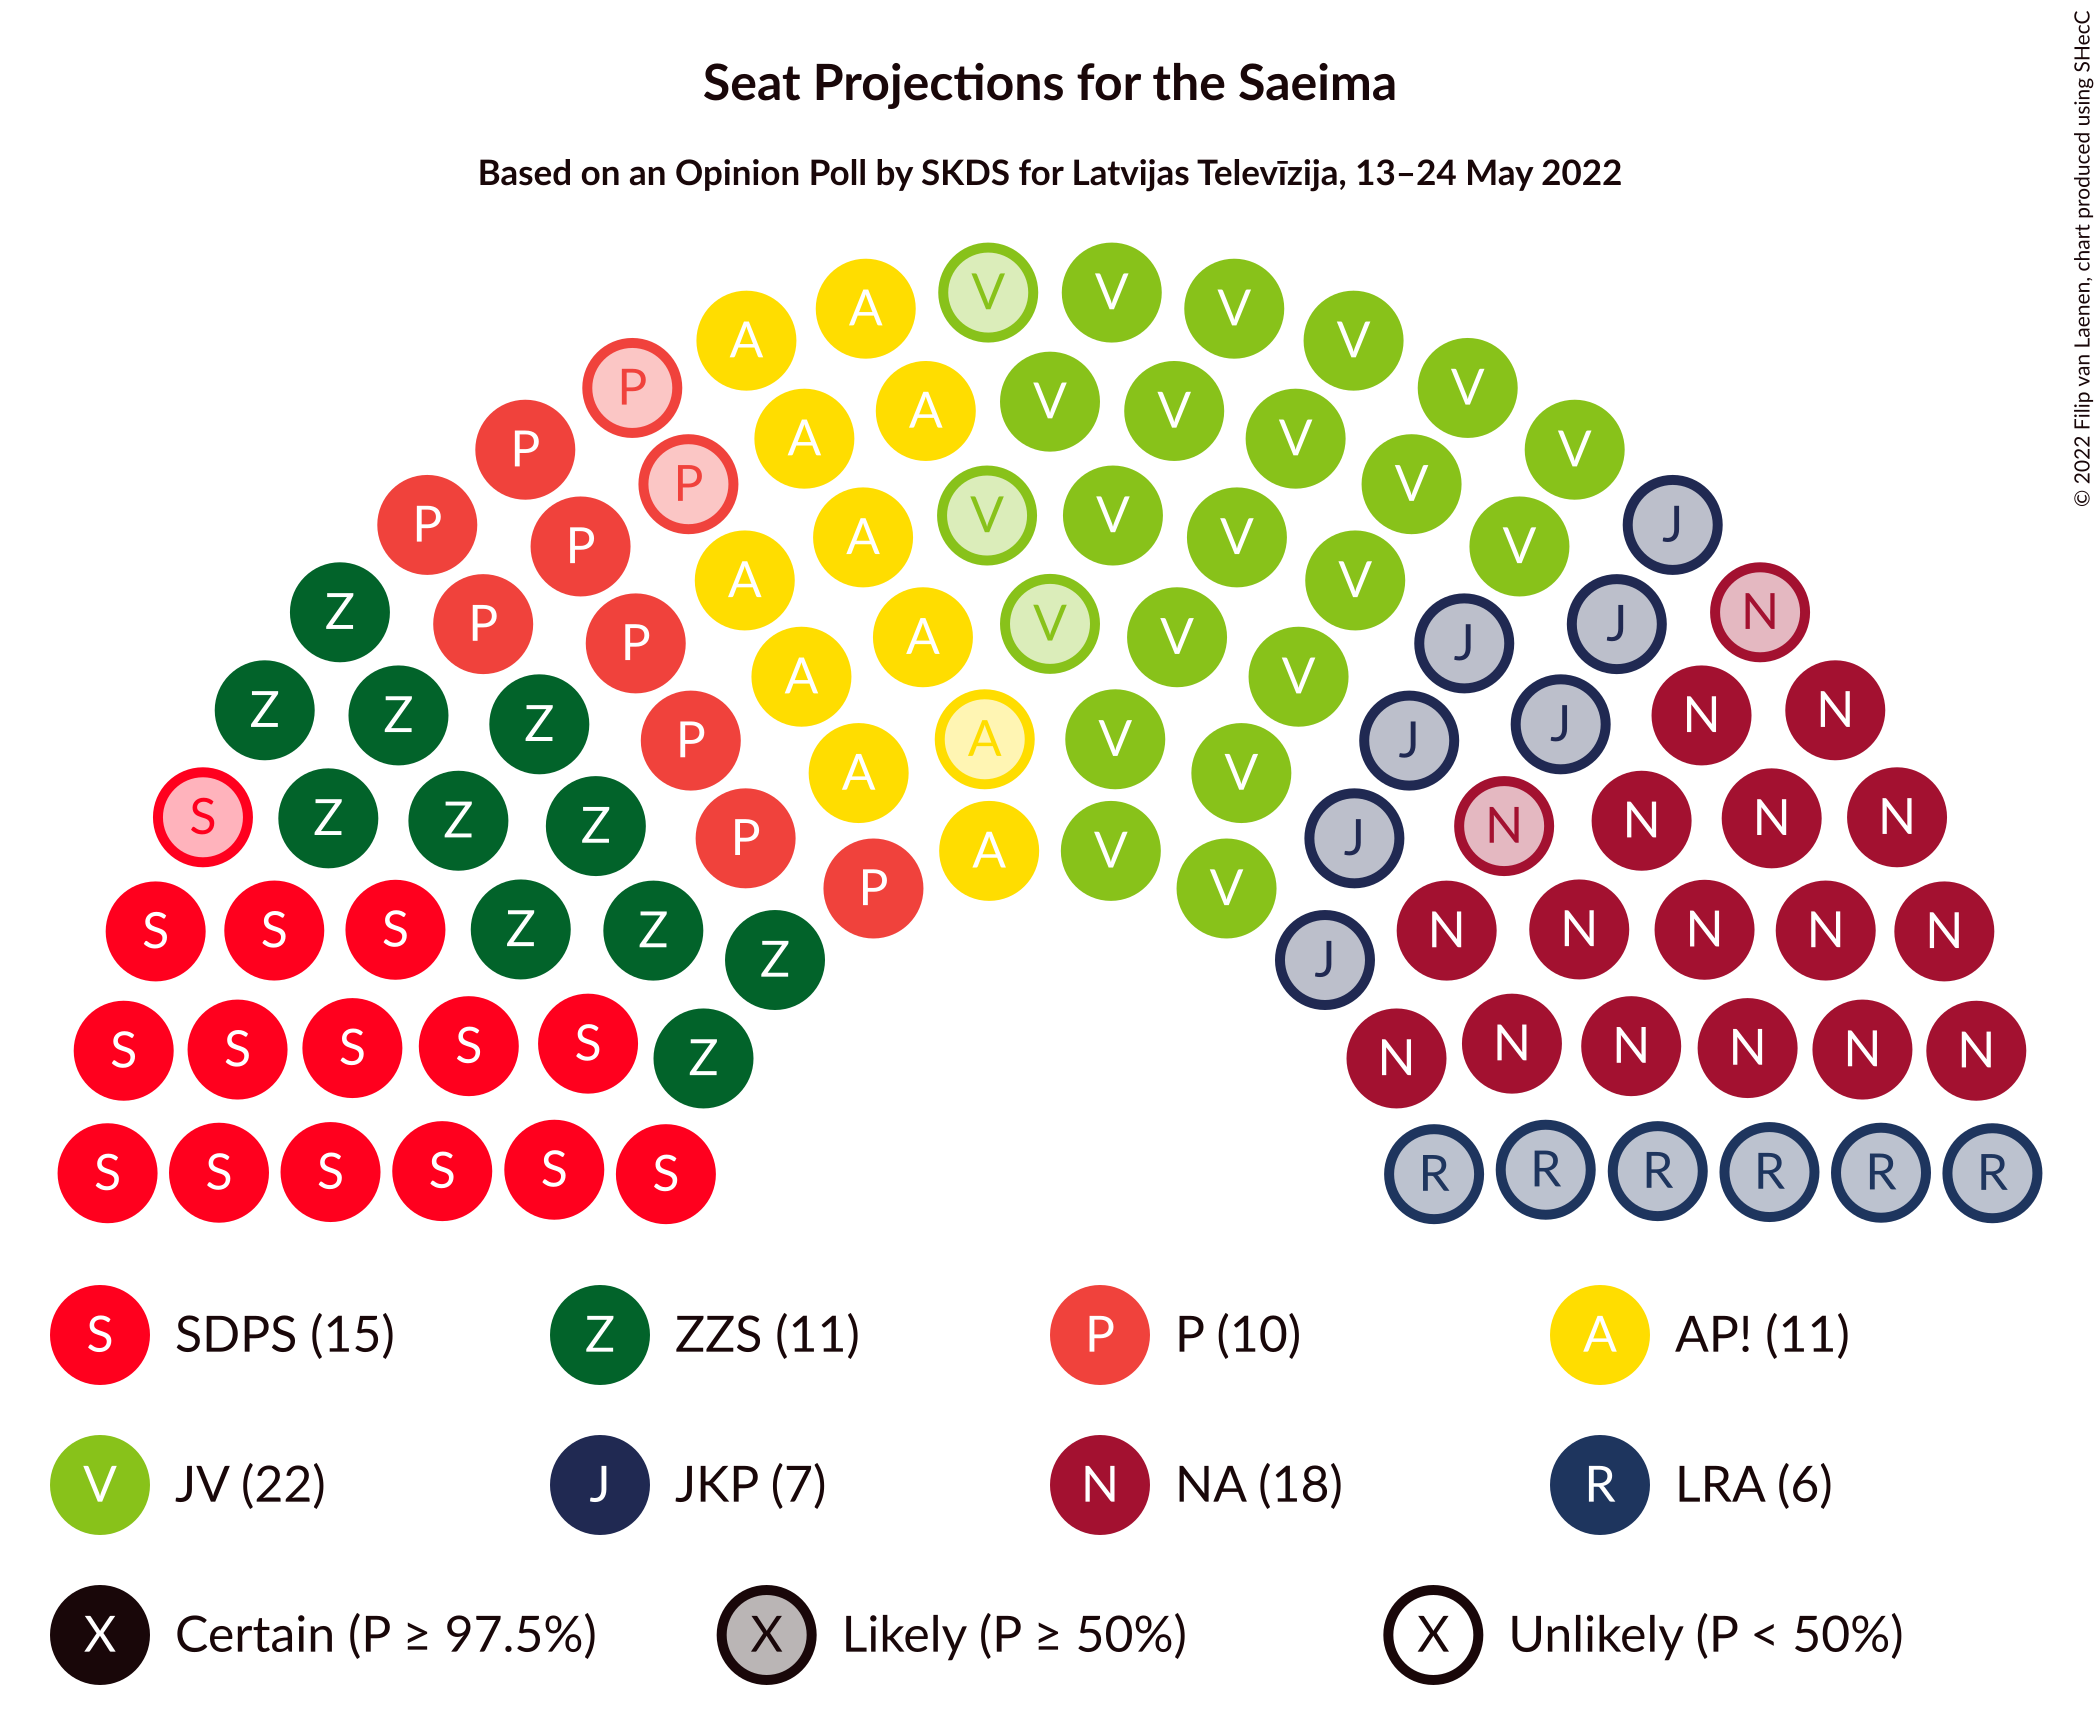 © 2022 Filip van Laenen, chart produced using SHecC
Seat Projections for the Saeima
Based on an Opinion Poll by SKDS for Latvijas Televīzija, 13–24 May 2022
A V V V
A V
P V A V V
P A V V
P V
P V V J
P A V V
A V
Z P V J N
P A V J
A V
Z Z Z J N N
P A V J
A V
S Z Z Z N N N N
P A V J
P V
S S S Z Z N N N N N
Z J
S S S S S Z N N N N N N
S S S S S S R R R R R R
S SDPS (15) Z ZZS (11) P P (10) A AP! (11)
V JV (22) J JKP (7) N NA (18) R LRA (6)
X Certain (P ≥ 97.5%) X Likely (P ≥ 50%) X Unlikely (P < 50%)